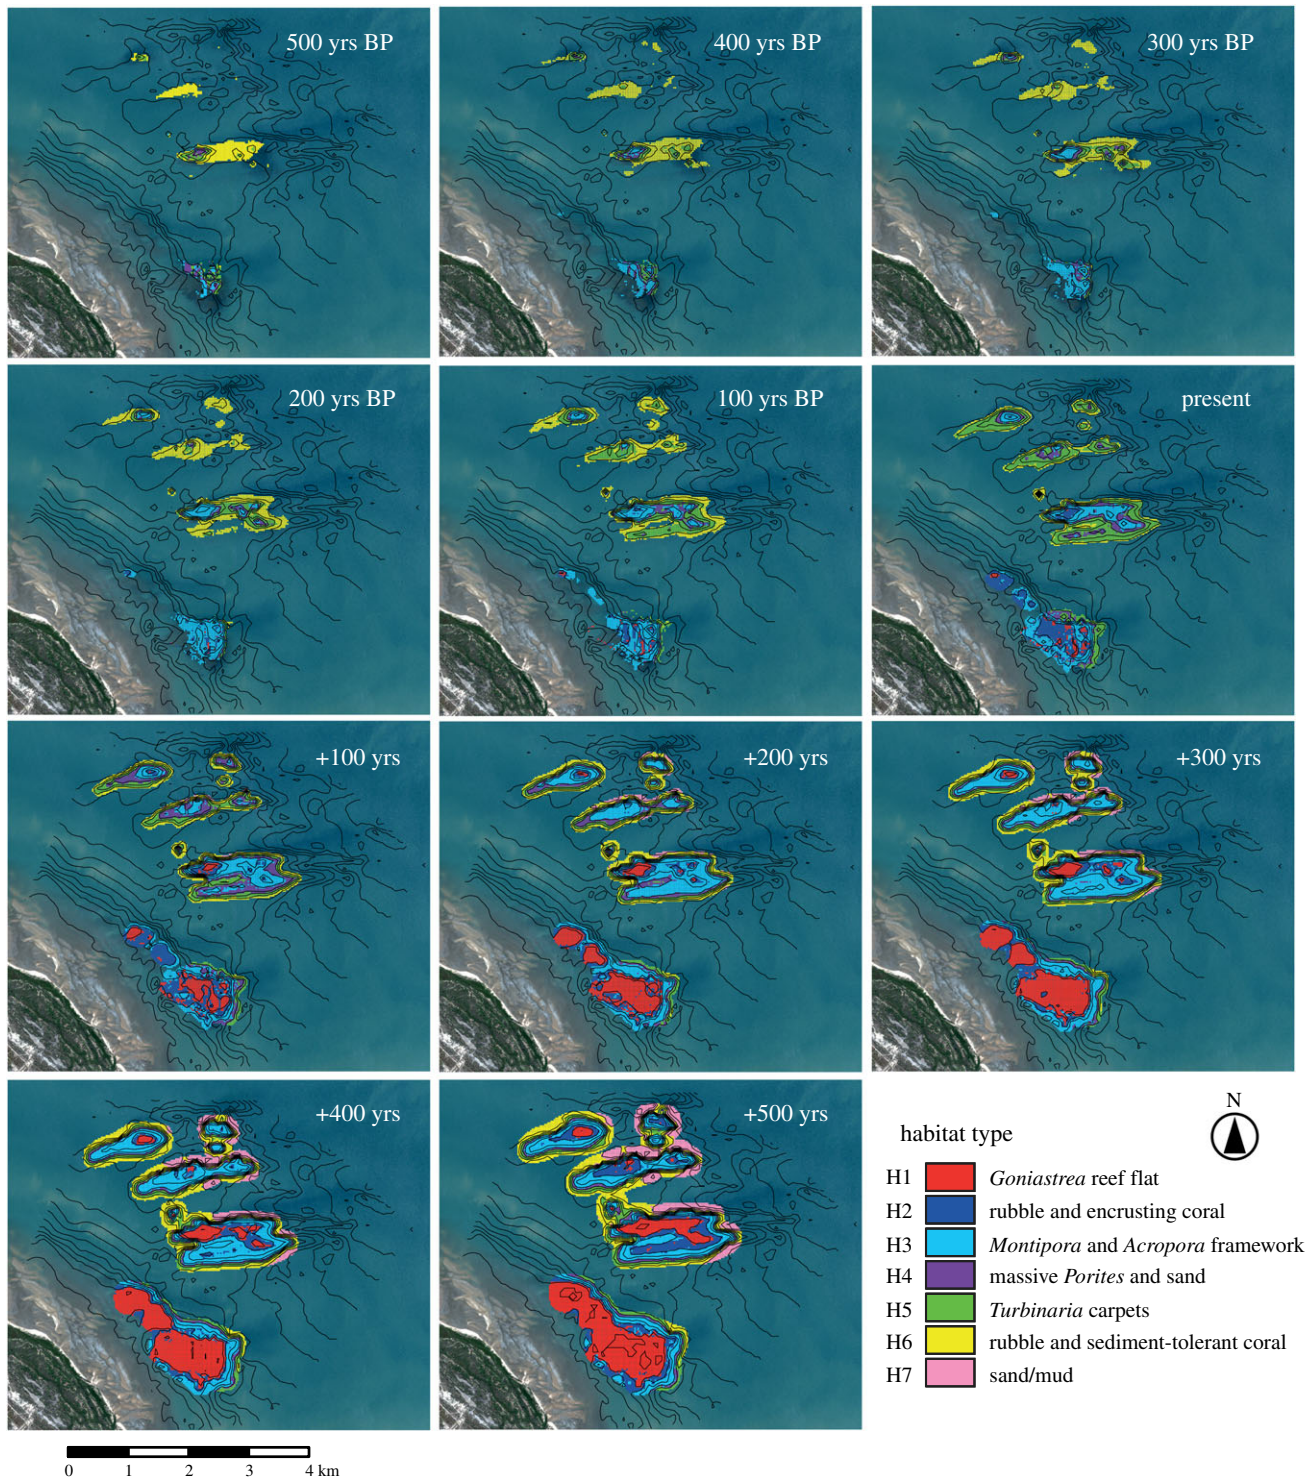 500 yrs BP
400 yrs BP
300 yrs BP
200 yrs BP
100 yrs BP
present
+100 yrs
+200 yrs
+300 yrs
+400 yrs
+500 yrs
N
habitat type
H1 Goniastrea reef flat
H2 rubble and encrusting coral
H3 Montipora and Acropora framework
H4 massive Porites and sand
H5 Turbinaria carpets
H6 rubble and sediment-tolerant coral
H7 sand/mud
0 1 2 3 4 km